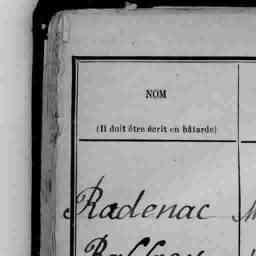 NOM
(Il doit être écrit en bâtarde)
Radenac